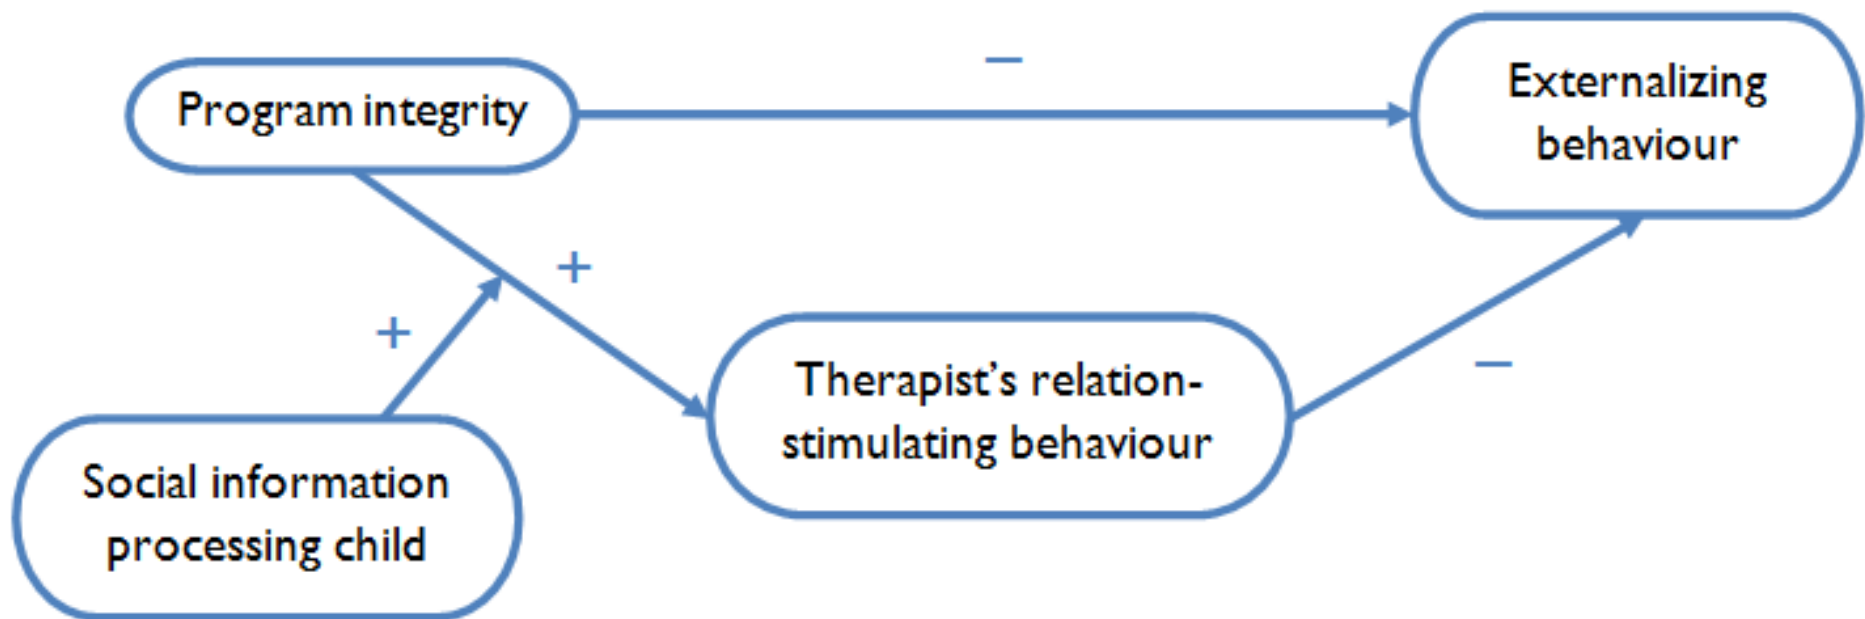 Program integrity
–
Externalizing
behaviour
+
+
Therapist's relation-
stimulating behaviour
–
Social information
processing child